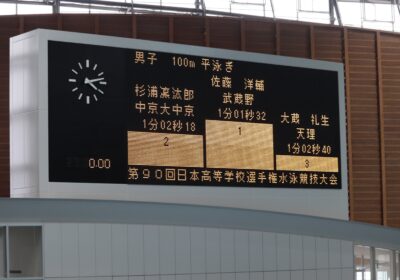 男子 100m 平泳ぎ
佐藤 洋輔
武蔵野
1分01秒32
1
杉浦凛汰郎
中京大中京
1分02秒18
2
大蔵 礼生
天理
1分02秒40
3
0:00
第90回日本高等学校選手権水泳競技大会